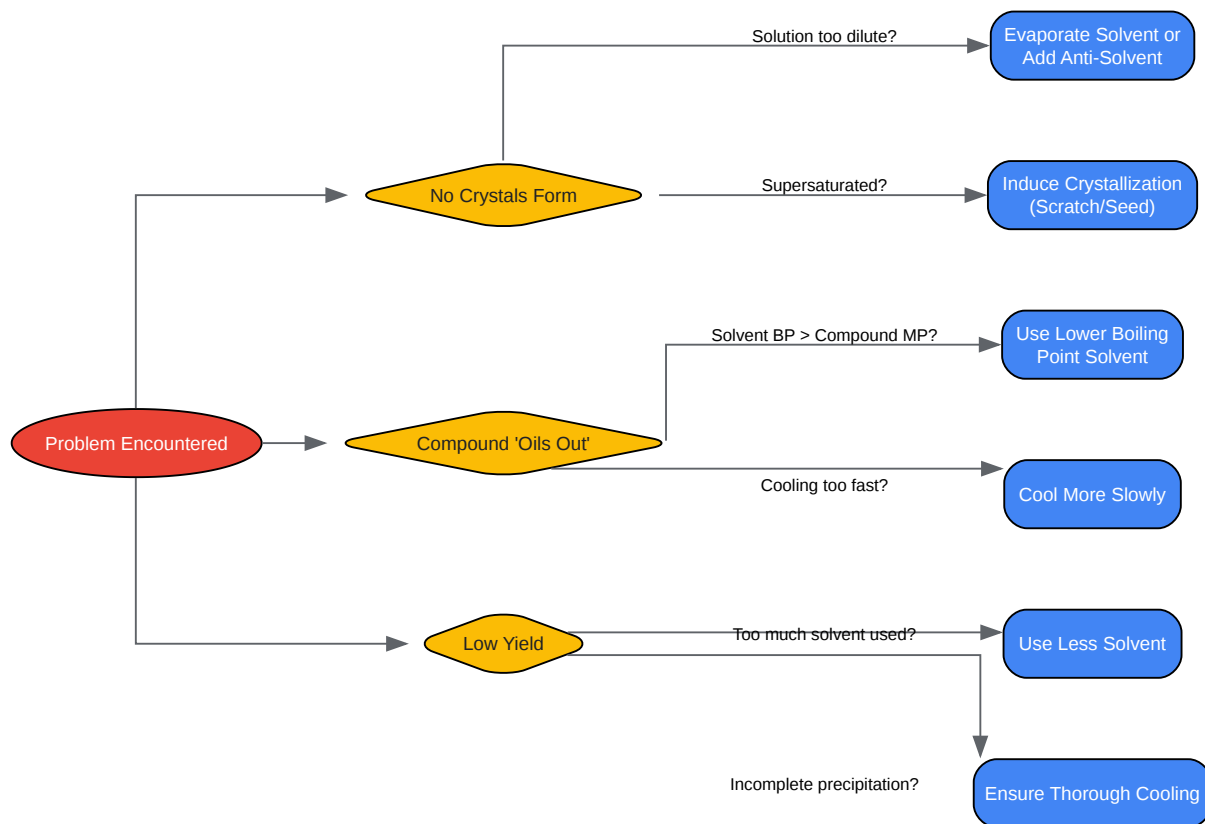 Solution too dilute?
Evaporate Solvent or
Add Anti-Solvent
No Crystals Form
Supersaturated?
Induce Crystallization
(Scratch/Seed)
Solvent BP > Compound MP?
Use Lower Boiling
Point Solvent
Problem Encountered
Compound 'Oils Out'
Cooling too fast?
Cool More Slowly
Low Yield
Too much solvent used?
Use Less Solvent
Incomplete precipitation?
Ensure Thorough Cooling